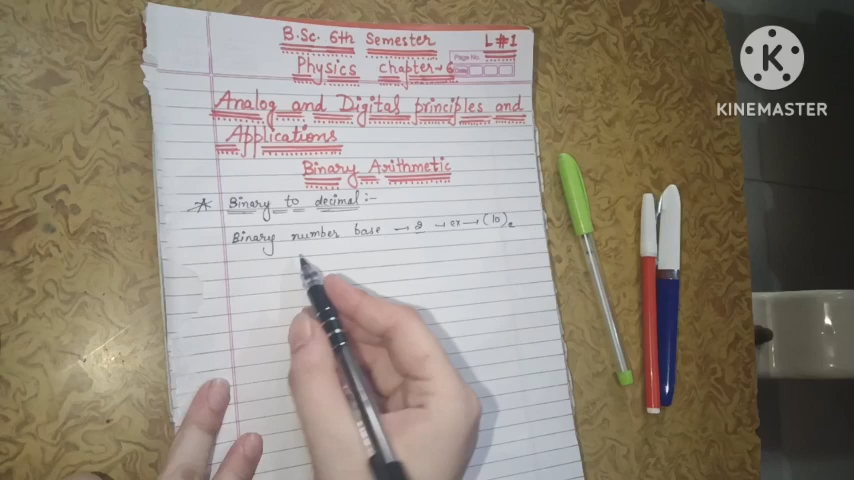 B.Sc. 6th Semester L#1
Page No.
Physics chapter-6
Analog and Digital principles and
Applications
Binary Arithmetic
Binary to decimal:-
Binary number base → 2 → ex → (10)₂
K
KINEMASTER